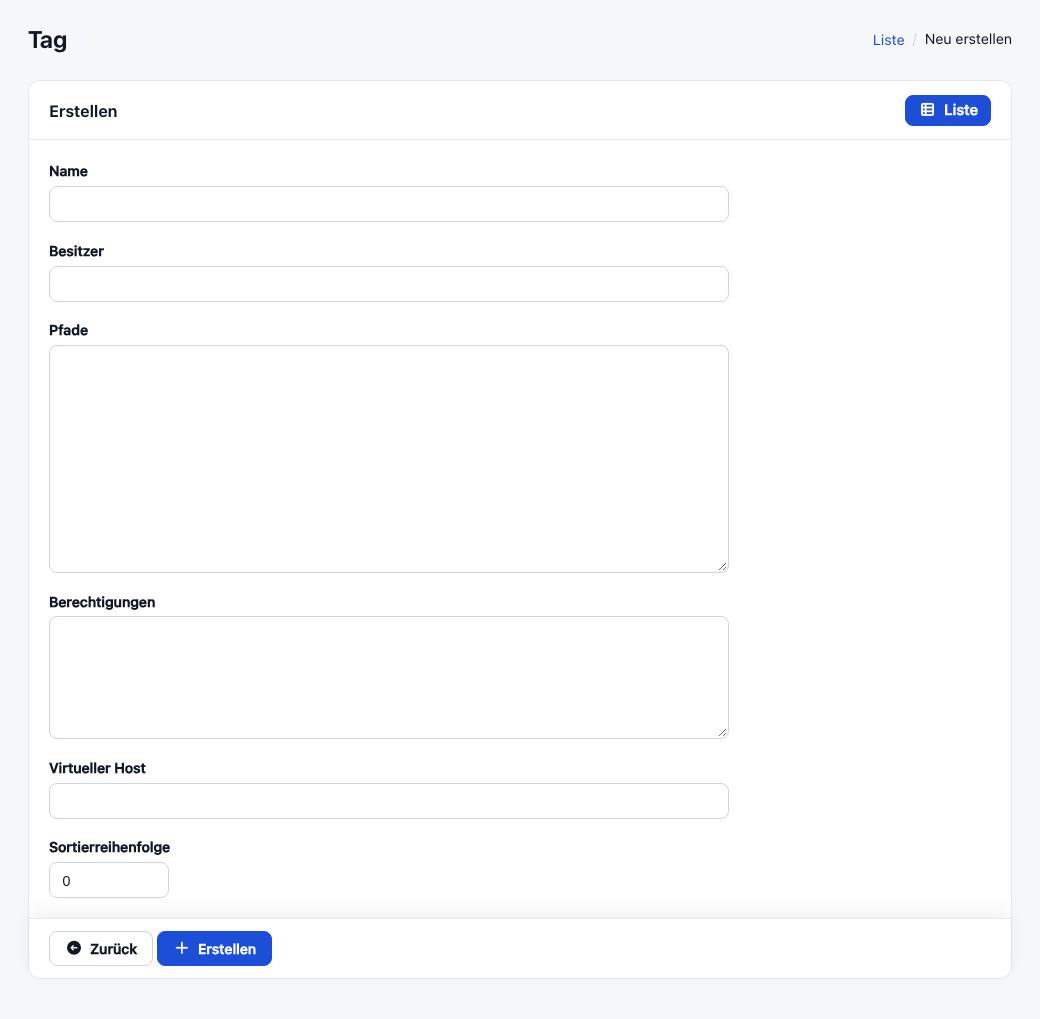 Tag
Liste / Neu erstellen
Erstellen
Liste
Name
Besitzer
Pfade
Berechtigungen
Virtueller Host
Sortierreihenfolge
0
Zurück
Erstellen